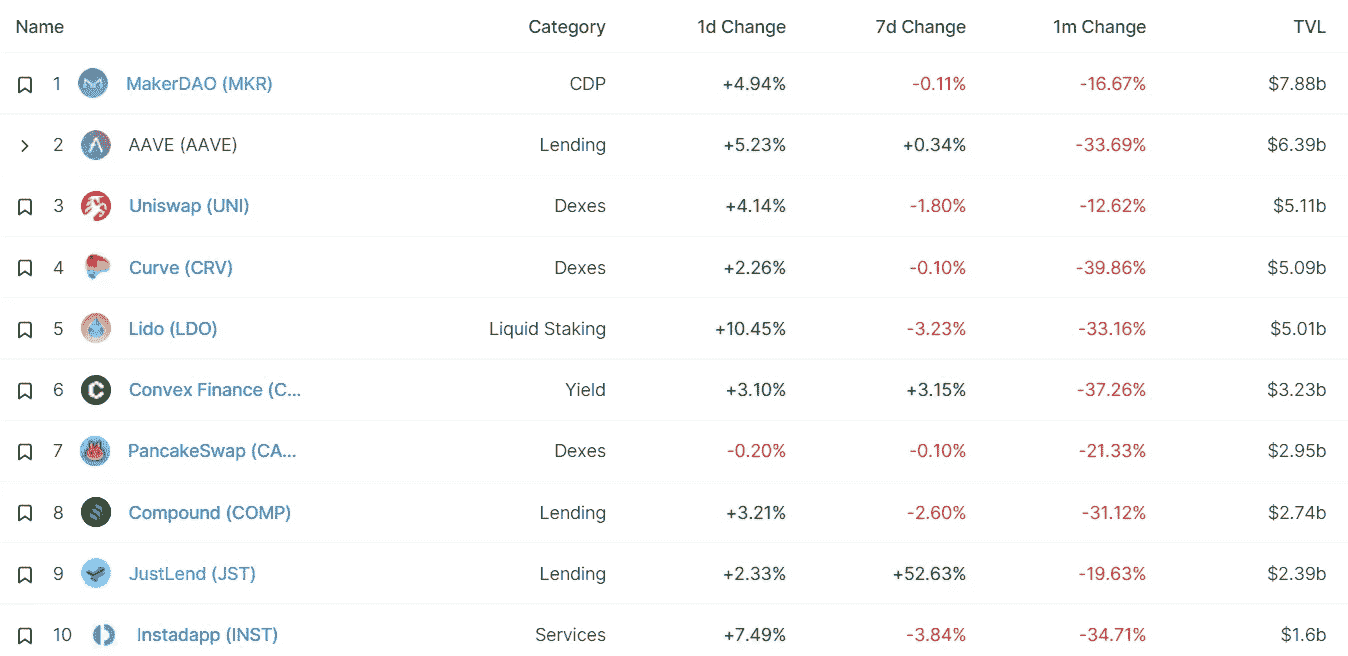 Name Category 1d Change 7d Change 1m Change TVL
1 MakerDAO (MKR) CDP +4.94% -0.11% -16.67% $7.88b
2 AAVE (AAVE) Lending +5.23% +0.34% -33.69% $6.39b
3 Uniswap (UNI) Dexes +4.14% -1.80% -12.62% $5.11b
4 Curve (CRV) Dexes +2.26% -0.10% -39.86% $5.09b
5 Lido (LDO) Liquid Staking +10.45% -3.23% -33.16% $5.01b
6 Convex Finance (C... Yield +3.10% +3.15% -37.26% $3.23b
7 PancakeSwap (CA... Dexes -0.20% -0.10% -21.33% $2.95b
8 Compound (COMP) Lending +3.21% -2.60% -31.12% $2.74b
9 JustLend (JST) Lending +2.33% +52.63% -19.63% $2.39b
10 Instadapp (INST) Services +7.49% -3.84% -34.71% $1.6b